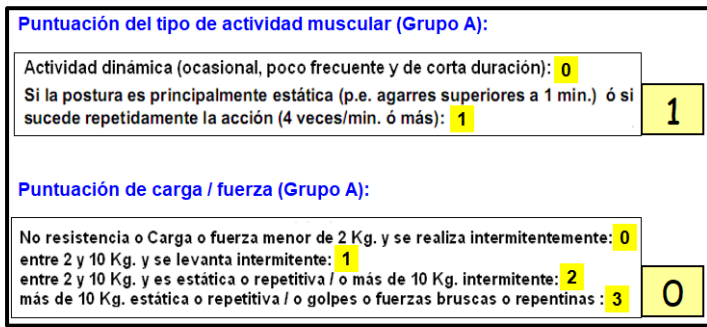 Puntuación del tipo de actividad muscular (Grupo A):
Actividad dinámica (ocasional, poco frecuente y de corta duración): 0
Si la postura es principalmente estática (p.e. agarres superiores a 1 min.) ó si
sucede repetidamente la acción (4 veces/min. ó más): 1
1
Puntuación de carga / fuerza (Grupo A):
No resistencia o Carga o fuerza menor de 2 Kg. y se realiza intermitentemente: 0
entre 2 y 10 Kg. y se levanta intermitente: 1
entre 2 y 10 Kg. y es estática o repetitiva / o más de 10 Kg. intermitente: 2
más de 10 Kg. estática o repetitiva / o golpes o fuerzas bruscas o repentinas : 3
0